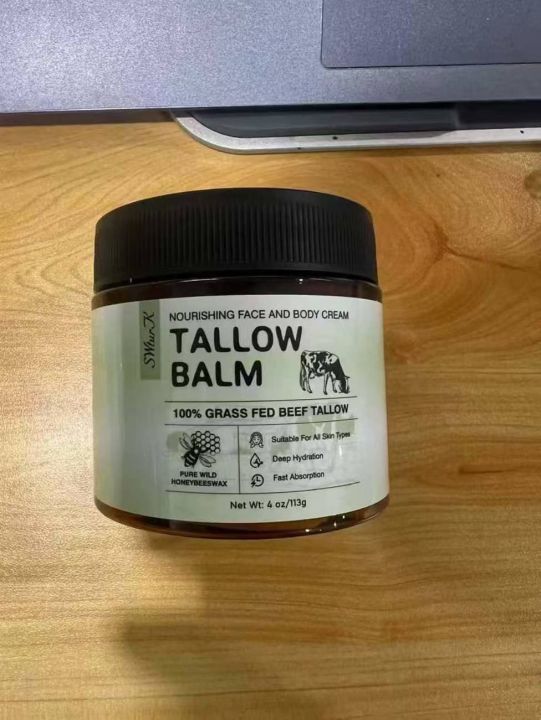 NOURISHING FACE AND BODY CREAM
TALLOW
BALM
100% GRASS FED BEEF TALLOW
PURE WILD
HONEYBEESWAX
Suitable For All Skin Types
Deep Hydration
Fast Absorption
Net Wt: 4 oz/113g